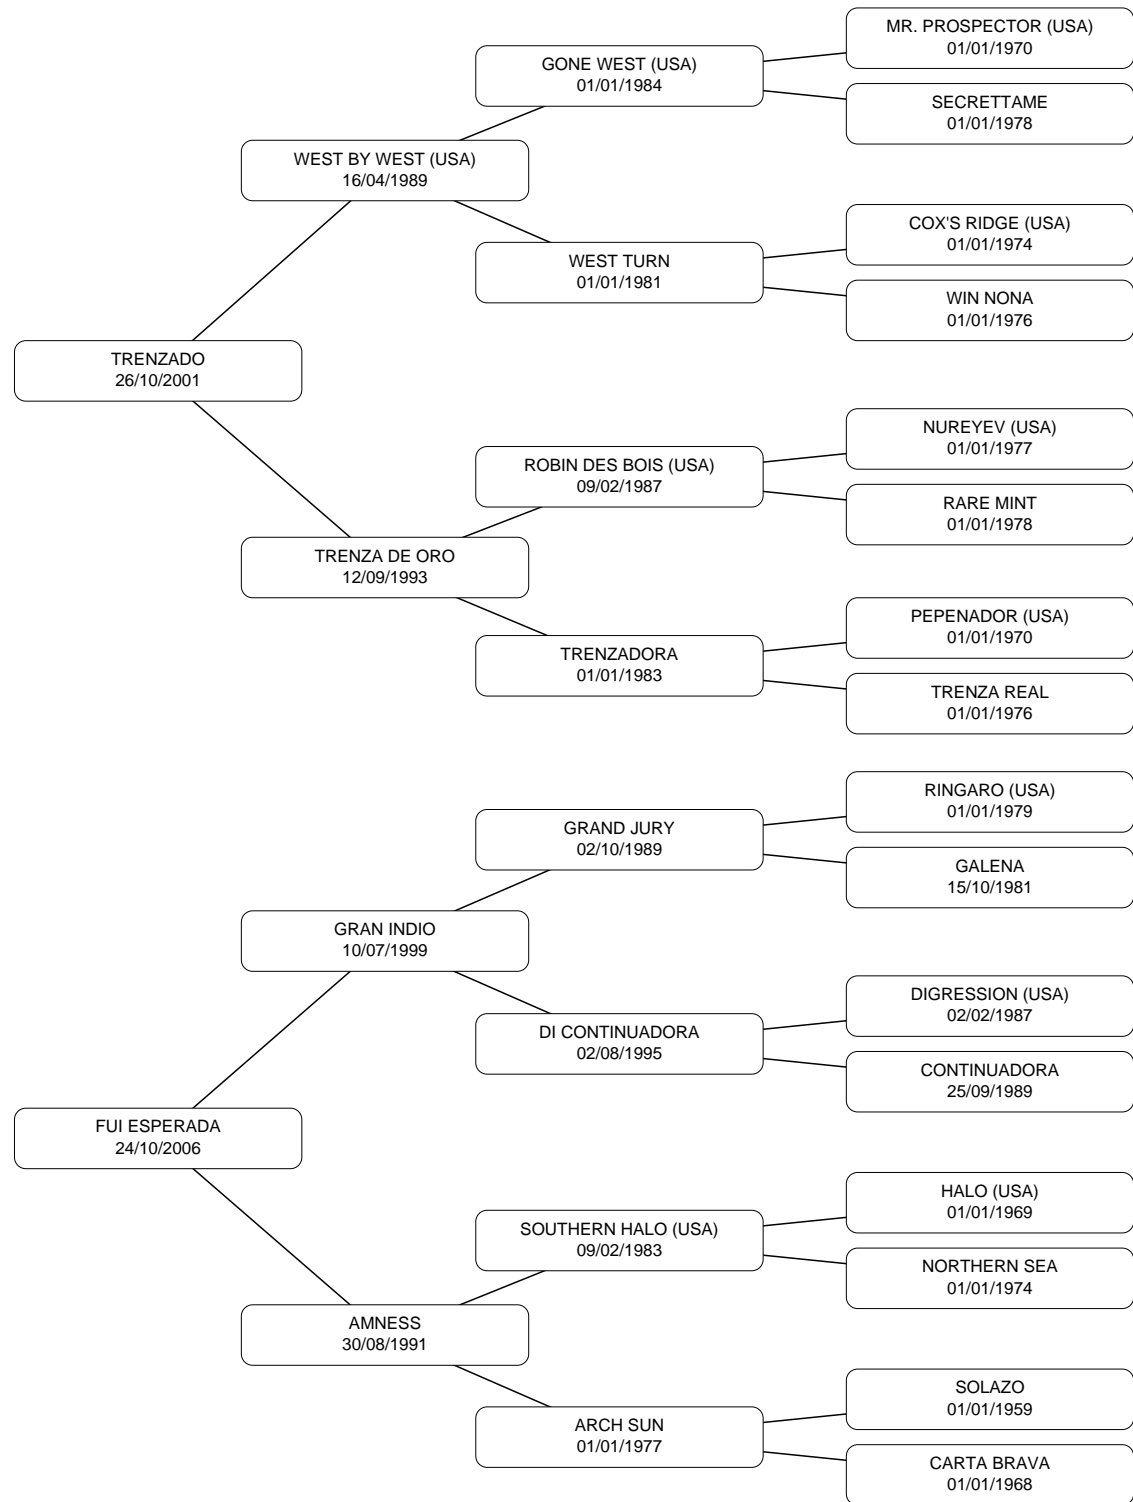 MR. PROSPECTOR (USA)
01/01/1970
GONE WEST (USA)
01/01/1984
SECRETTAME
01/01/1978
WEST BY WEST (USA)
16/04/1989
COX'S RIDGE (USA)
01/01/1974
WEST TURN
01/01/1981
WIN NONA
01/01/1976
TRENZADO
26/10/2001
NUREYEV (USA)
01/01/1977
ROBIN DES BOIS (USA)
09/02/1987
RARE MINT
01/01/1978
TRENZA DE ORO
12/09/1993
PEPENADOR (USA)
01/01/1970
TRENZADORA
01/01/1983
TRENZA REAL
01/01/1976
RINGARO (USA)
01/01/1979
GRAND JURY
02/10/1989
GALENA
15/10/1981
GRAN INDIO
10/07/1999
DIGRESSION (USA)
02/02/1987
DI CONTINUADORA
02/08/1995
CONTINUADORA
25/09/1989
FUI ESPERADA
24/10/2006
HALO (USA)
01/01/1969
SOUTHERN HALO (USA)
09/02/1983
NORTHERN SEA
01/01/1974
AMNESS
30/08/1991
SOLAZO
01/01/1959
ARCH SUN
01/01/1977
CARTA BRAVA
01/01/1968